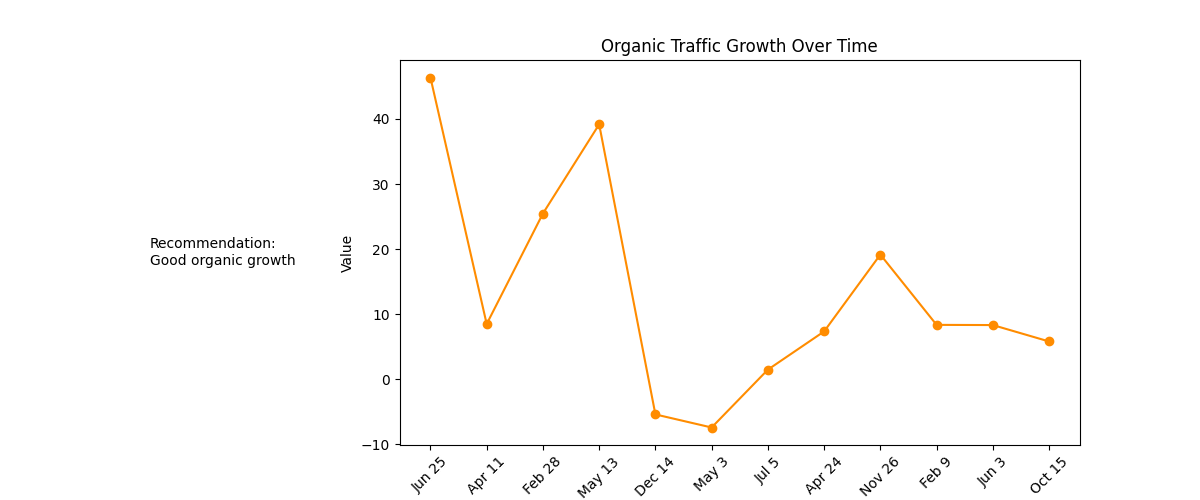 Organic Traffic Growth Over Time
Recommendation:
Good organic growth
Value
40
30
20
10
0
−10
Jun 25
Apr 11
Feb 28
May 13
Dec 14
May 3
Jul 5
Apr 24
Nov 26
Feb 9
Jun 3
Oct 15